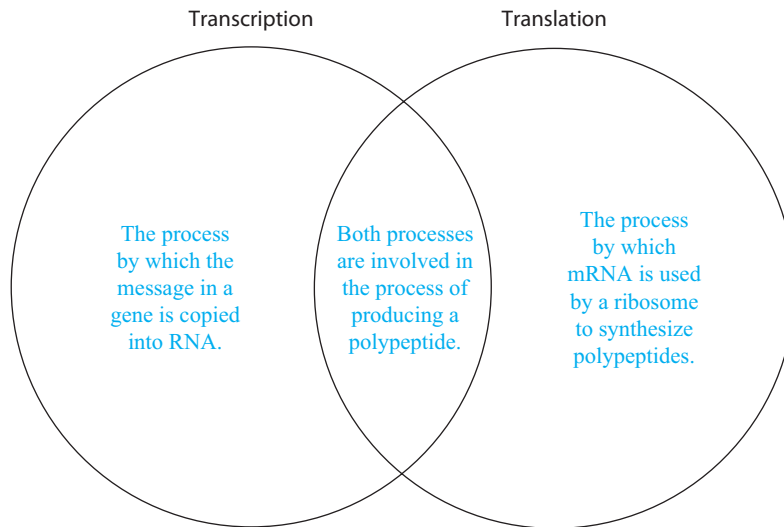 Transcription
Translation
The process
by which the
message in a
gene is copied
into RNA.
Both processes
are involved in
the process of
producing a
polypeptide.
The process
by which
mRNA is used
by a ribosome
to synthesize
polypeptides.